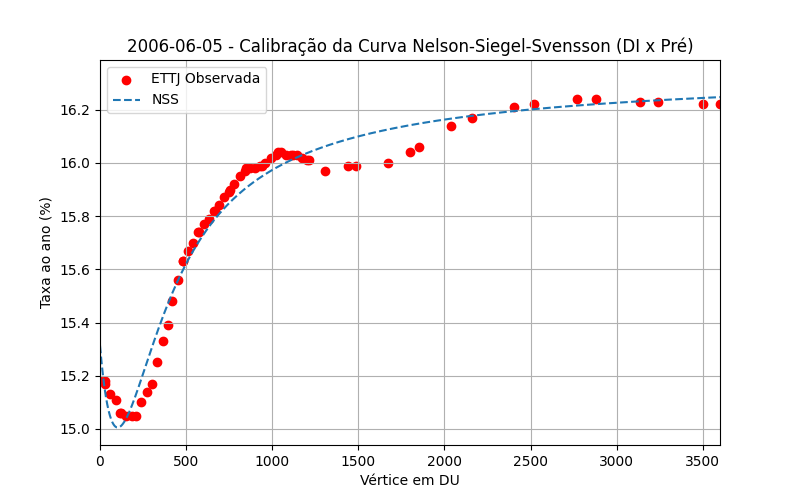 2006-06-05 - Calibração da Curva Nelson-Siegel-Svensson (DI x Pré)
ETTJ Observada
NSS
Taxa ao ano (%)
16.2
16.0
15.8
15.6
15.4
15.2
15.0
0 500 1000 1500 2000 2500 3000 3500
Vértice em DU